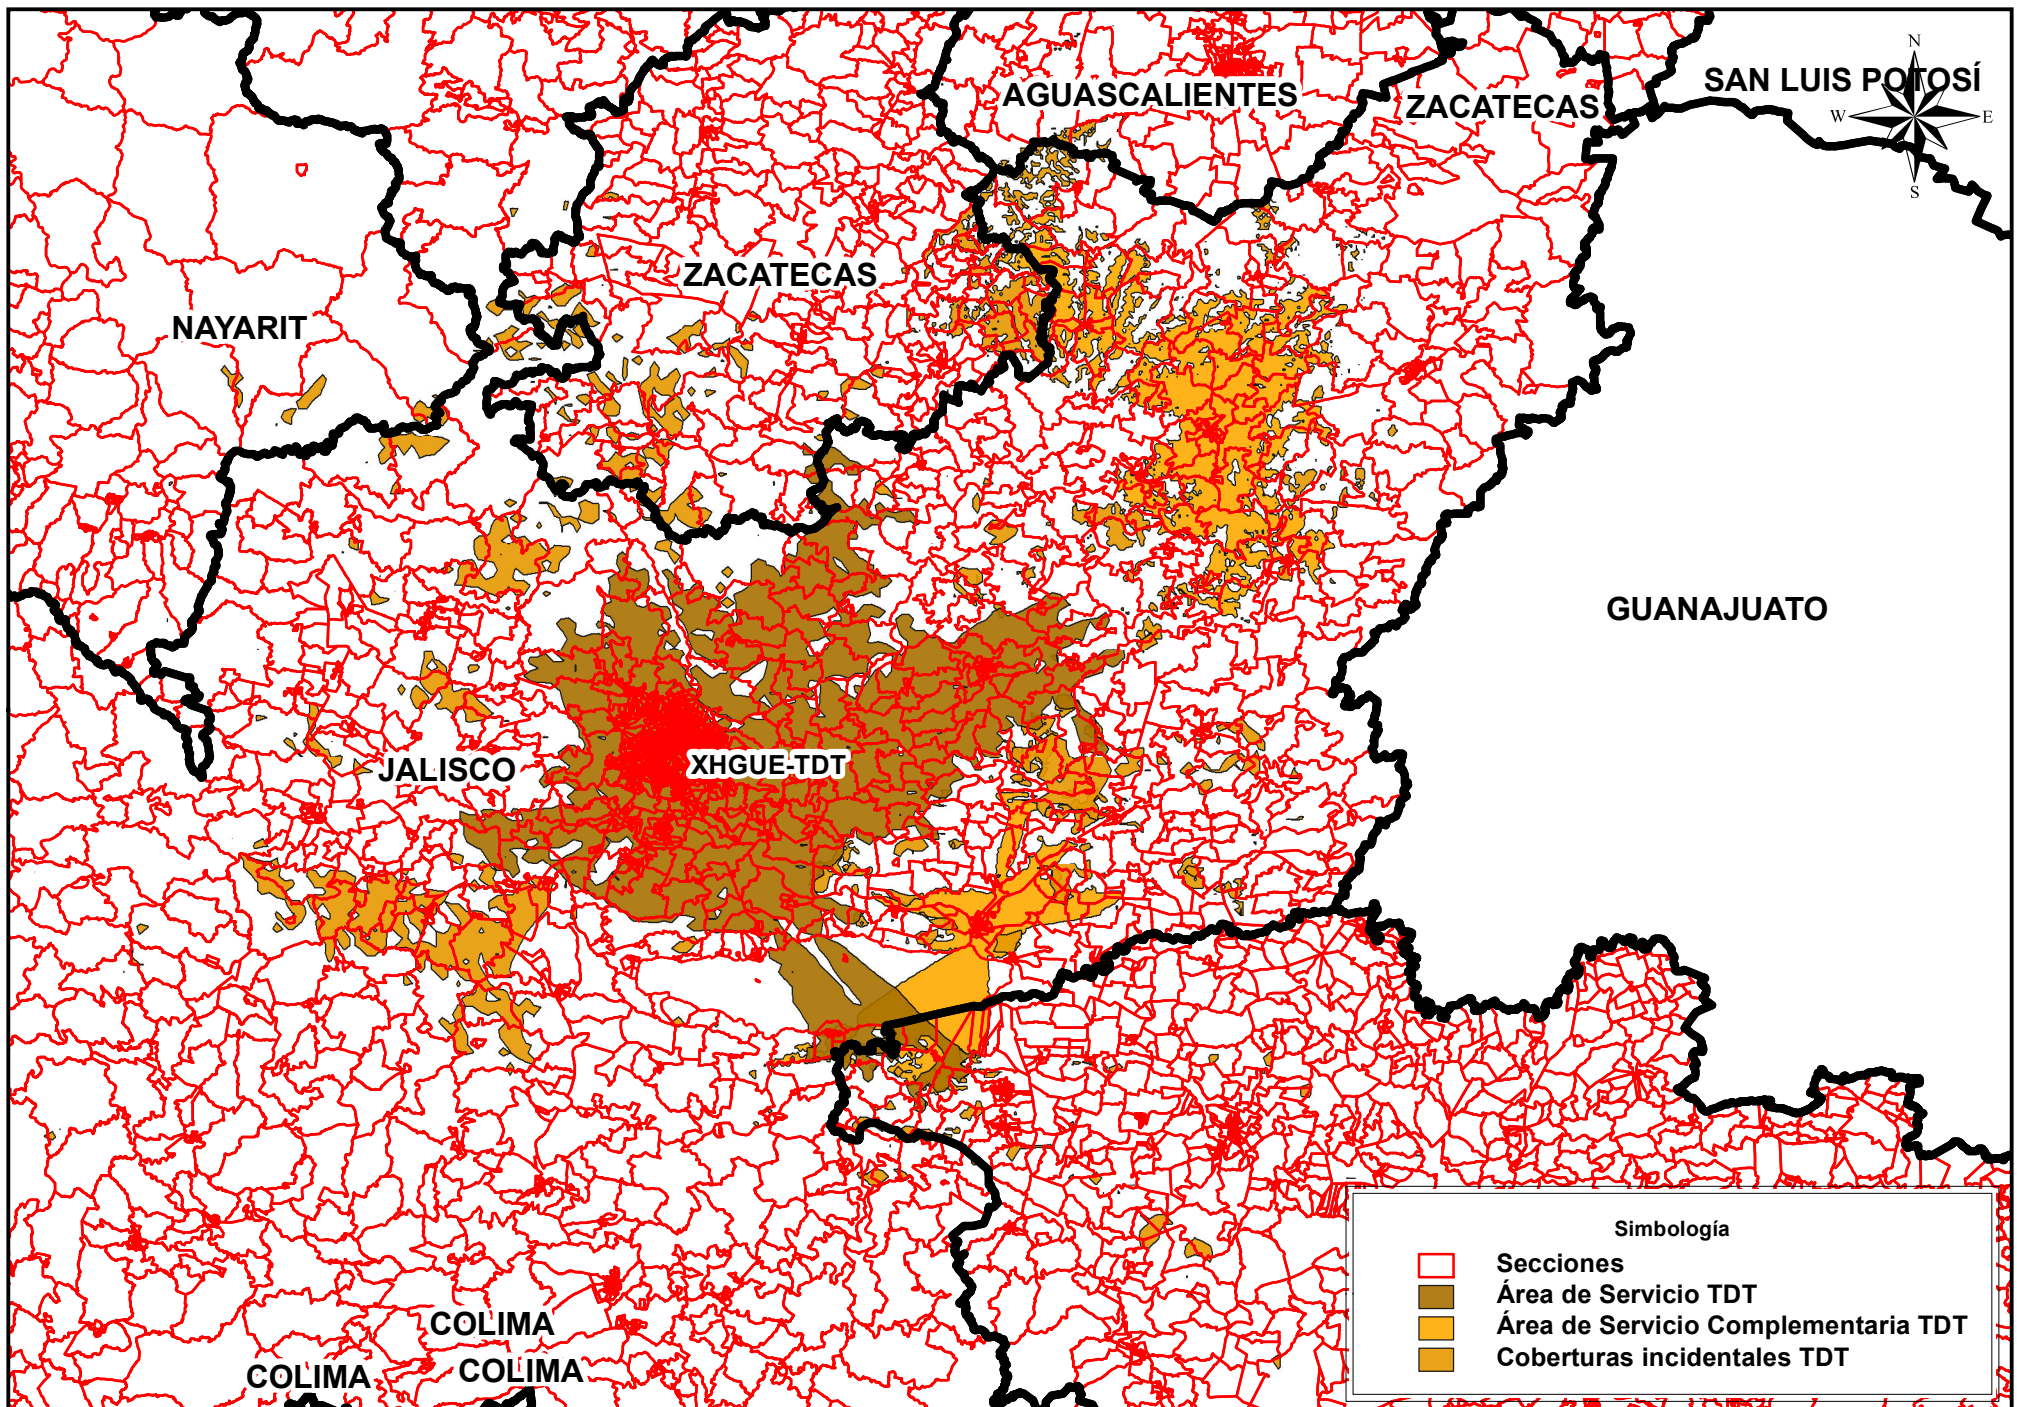 N
SAN LUIS POTOSÍ
AGUASCALIENTES
ZACATECAS
W
E
S
ZACATECAS
NAYARIT
GUANAJUATO
XHGUE-TDT
JALISCO
Simbología
Secciones
Área de Servicio TDT
Área de Servicio Complementaria TDT
Coberturas incidentales TDT
COLIMA
COLIMA
COLIMA